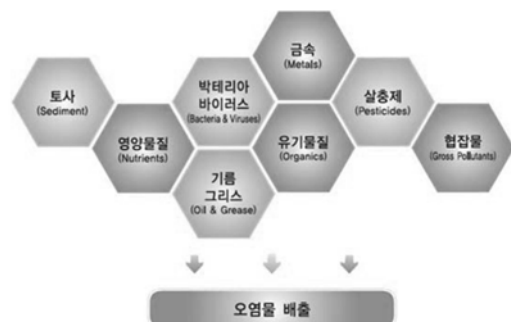 금속
(Metals)
토사
(Sediment)
박테리아
바이러스
(Bacteria & Viruses)
살충제
(Pesticides)
영양물질
(Nutrients)
유기물질
(Organics)
협잡물
(Gross Pollutants)
기름
그리스
(Oil & Grease)
오염물 배출